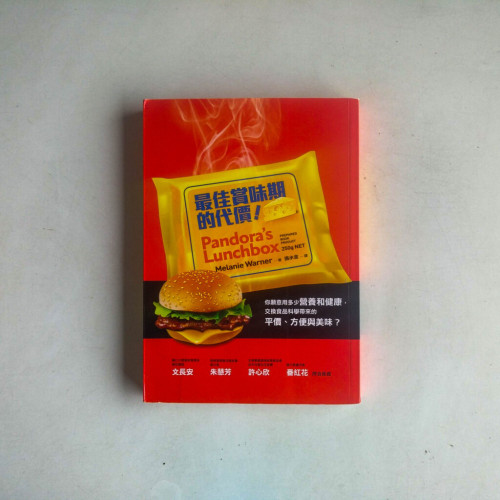 最佳賞味期
的代價！
Pandora's
Lunchbox
250g NET
Melanie Warner 著
你願意用多少營養和健康，
交換食品科學帶來的
平價、方便與美味？
文長安
朱慧芳
許心欣
番紅花